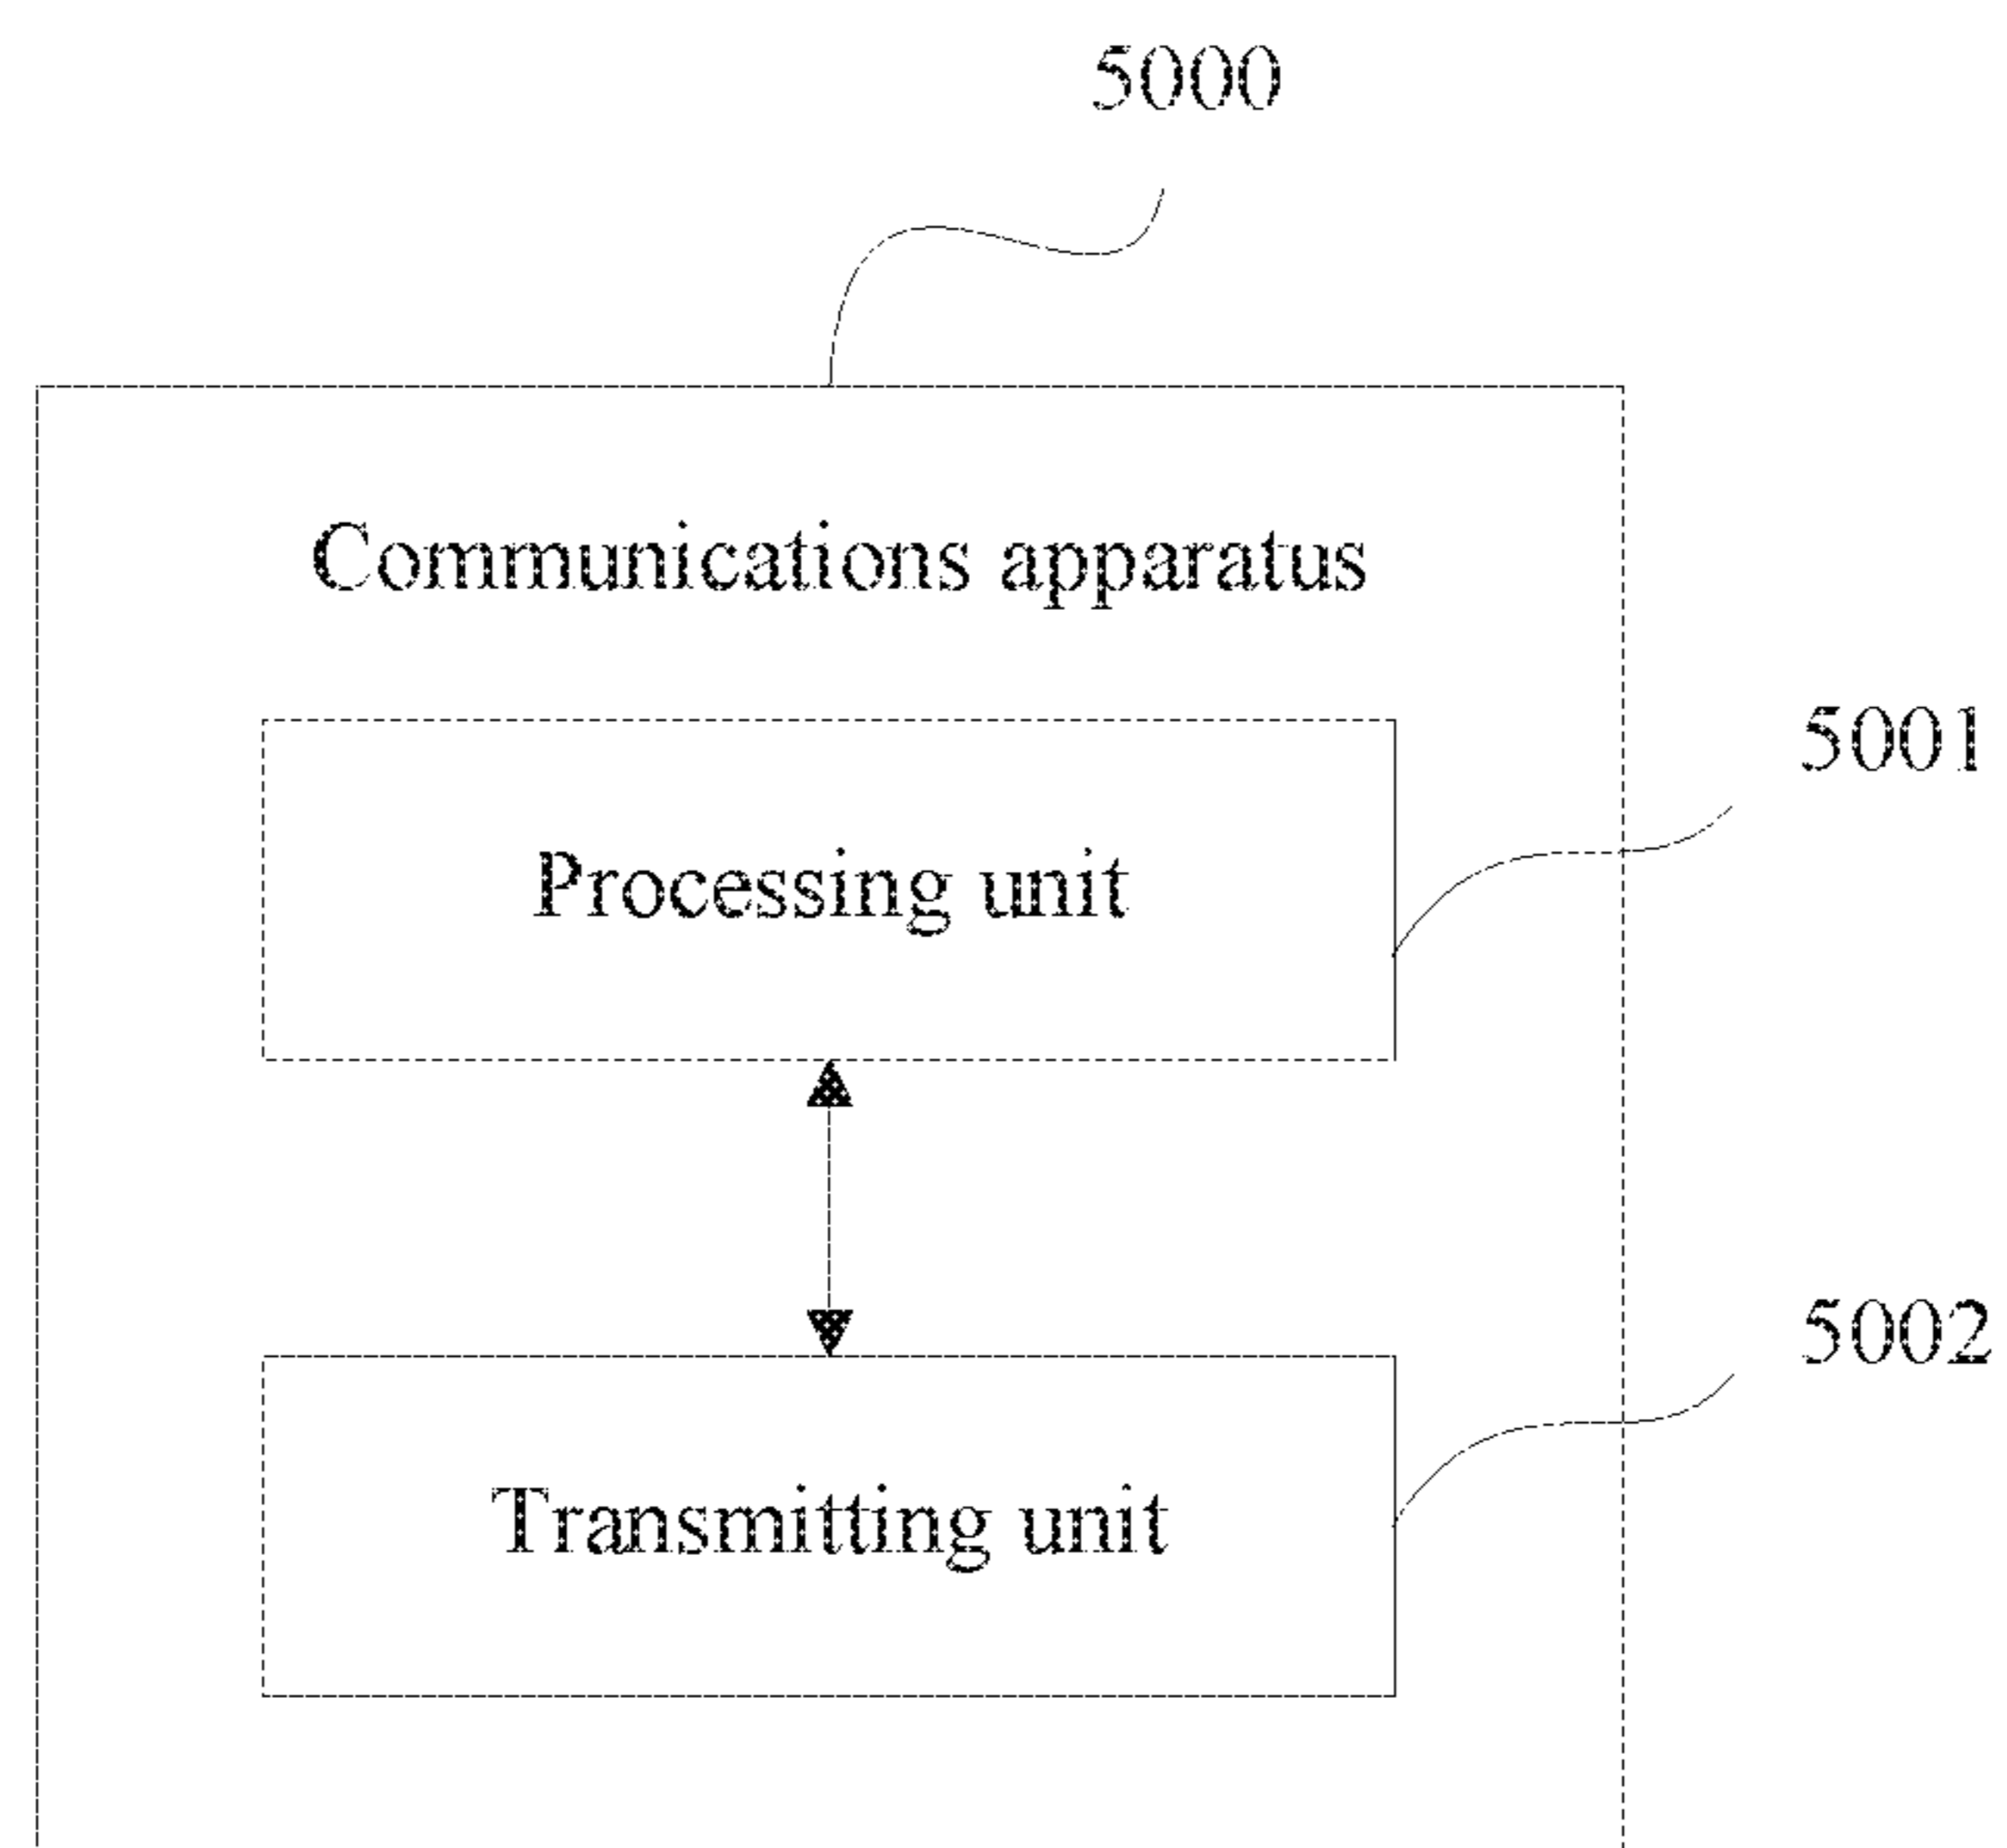 5000
Communications apparatus
5001
Processing unit
5002
Transmitting unit